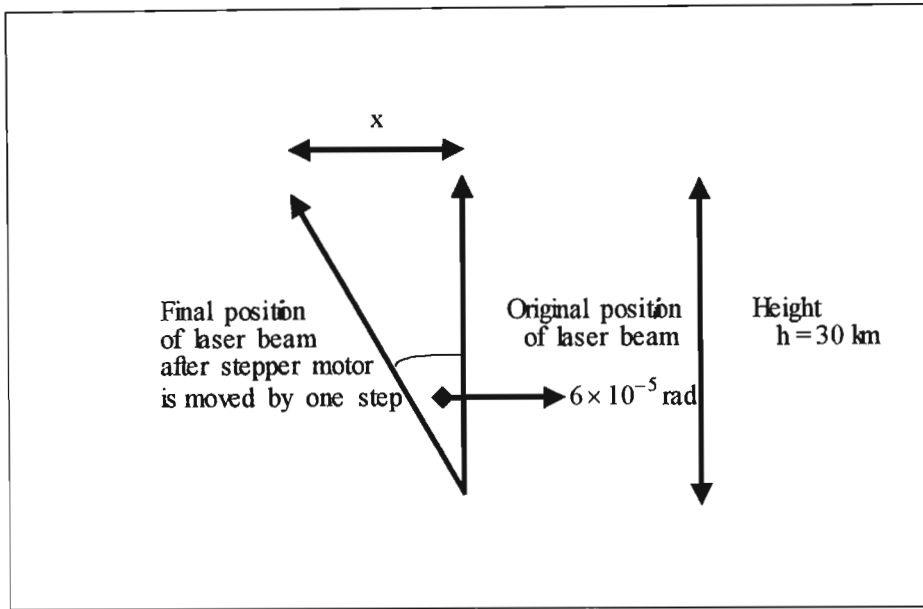 x
Final position
of laser beam
after stepper motor
is moved by one step
Original position
of laser beam
6 × 10⁻⁵ rad
Height
h = 30 km